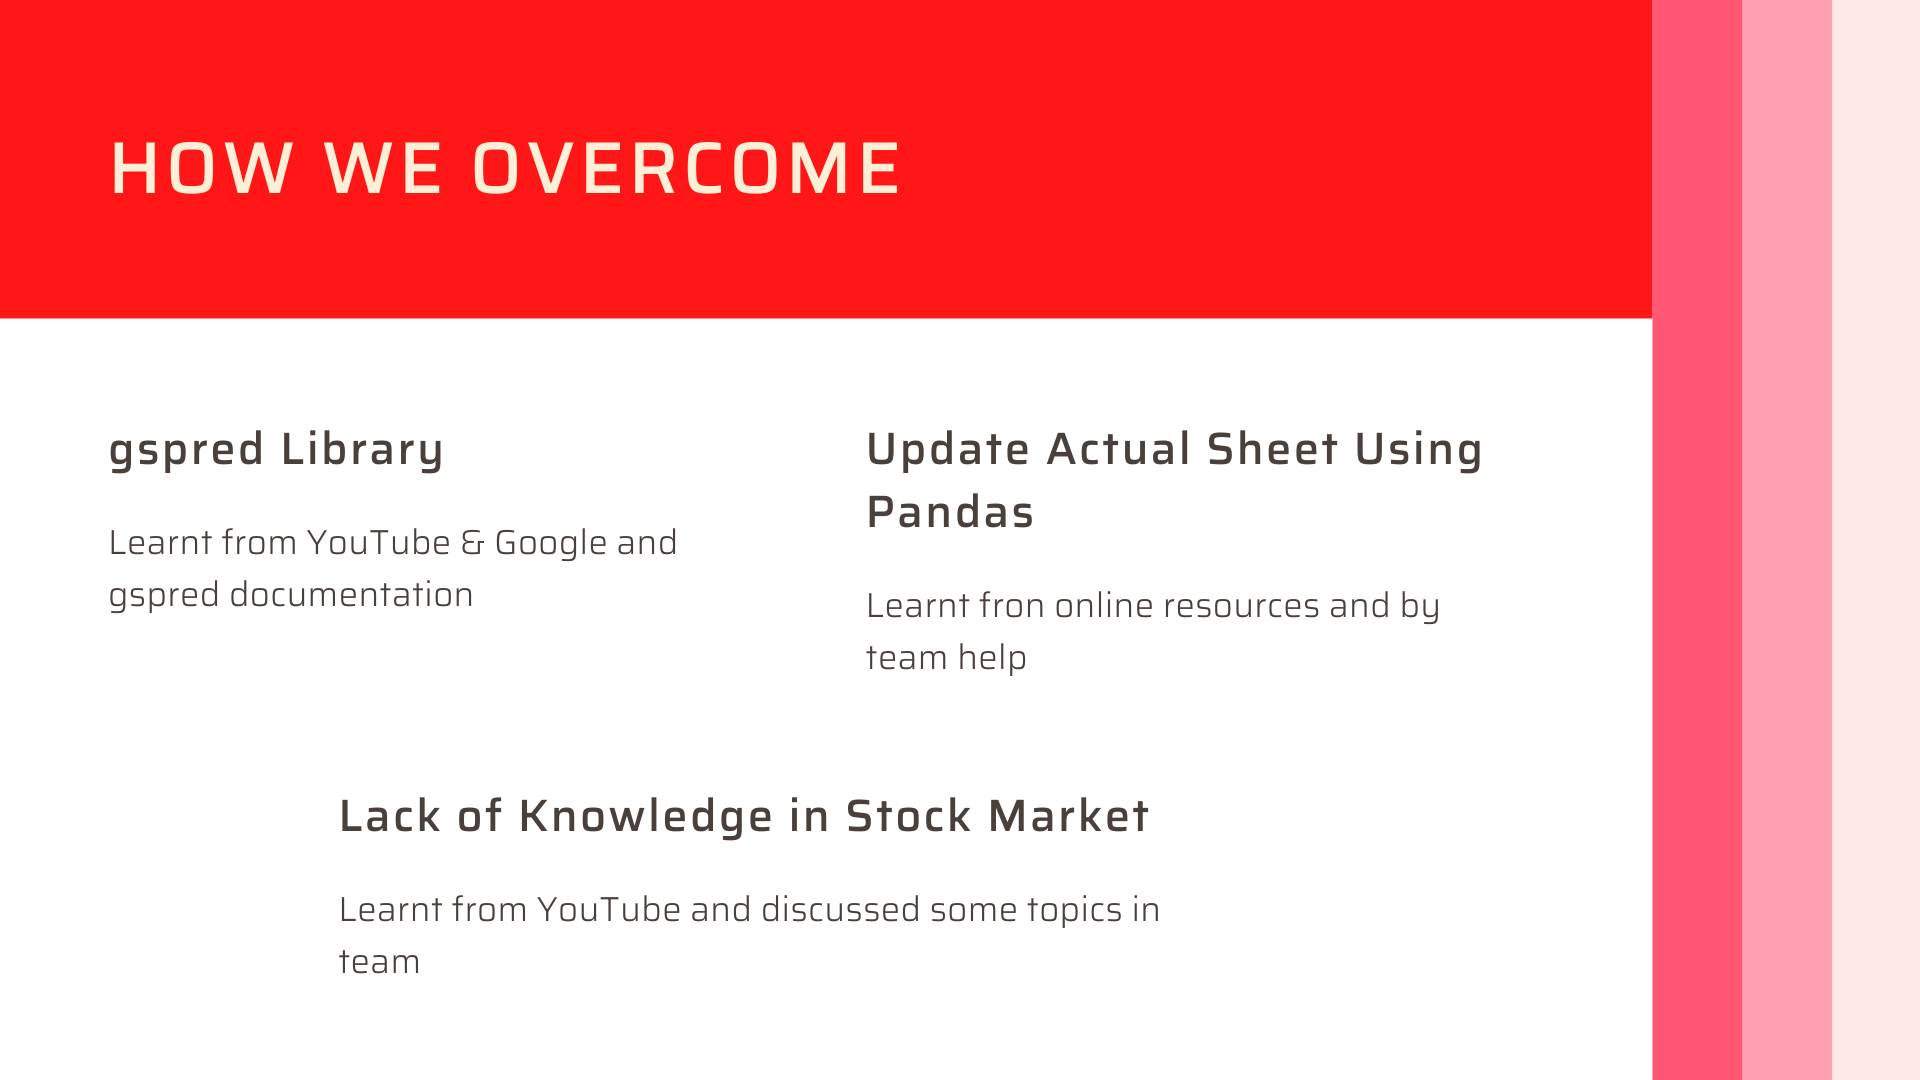 HOW WE OVERCOME
gspred Library
Learnt from YouTube & Google and
gspred documentation
Update Actual Sheet Using
Pandas
Learnt fron online resources and by
team help
Lack of Knowledge in Stock Market
Learnt from YouTube and discussed some topics in
team